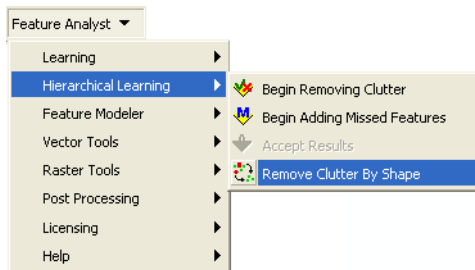 Feature Analyst
Learning
Hierarchical Learning
Feature Modeler
Vector Tools
Raster Tools
Post Processing
Licensing
Help
Begin Removing Clutter
Begin Adding Missed Features
Accept Results
Remove Clutter By Shape